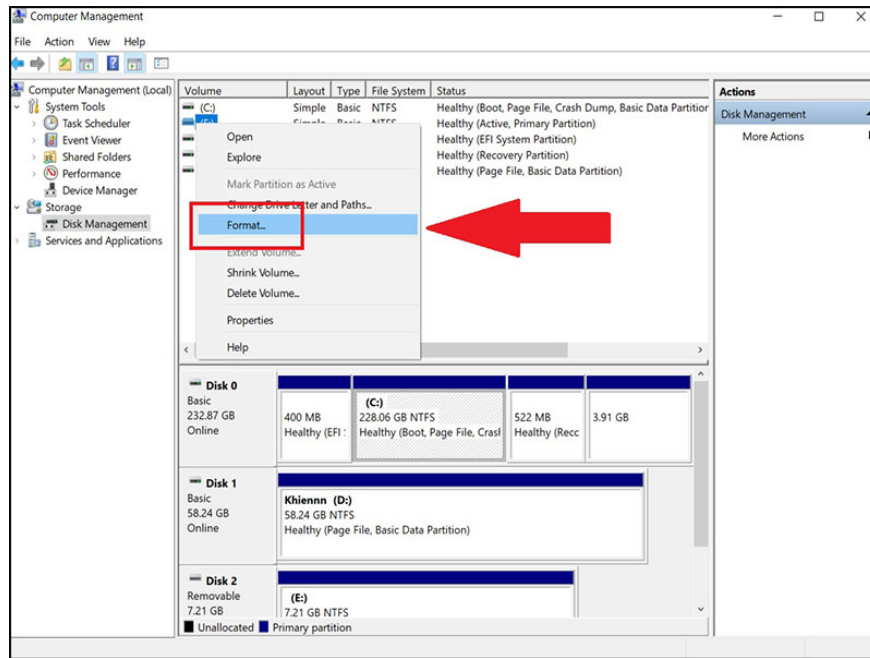 Computer Management
File Action View Help
Computer Management (Local)
System Tools
Task Scheduler
Event Viewer
Shared Folders
Performance
Device Manager
Storage
Disk Management
Services and Applications
Volume Layout Type File System Status
(C:) Simple Basic NTFS Healthy (Boot, Page File, Crash Dump, Basic Data Partition
(E:) Simple Basic NTFS Healthy (Active, Primary Partition)
Healthy (EFI System Partition)
Healthy (Recovery Partition)
Healthy (Page File, Basic Data Partition)
Open
Explore
Mark Partition as Active
Change Drive Letter and Paths...
Format...
Extend Volume...
Shrink Volume...
Delete Volume...
Properties
Help
Actions
Disk Management
More Actions
Disk 0
Basic
232.87 GB
Online
400 MB
Healthy (EFI :
(C:)
228.06 GB NTFS
Healthy (Boot, Page File, Crasl
522 MB
Healthy (Recc
3.91 GB
Disk 1
Basic
58.24 GB
Online
Khiennn (D:)
58.24 GB NTFS
Healthy (Page File, Basic Data Partition)
Disk 2
Removable
7.21 GB
(E:)
7.21 GB NTFS
Unallocated Primary partition